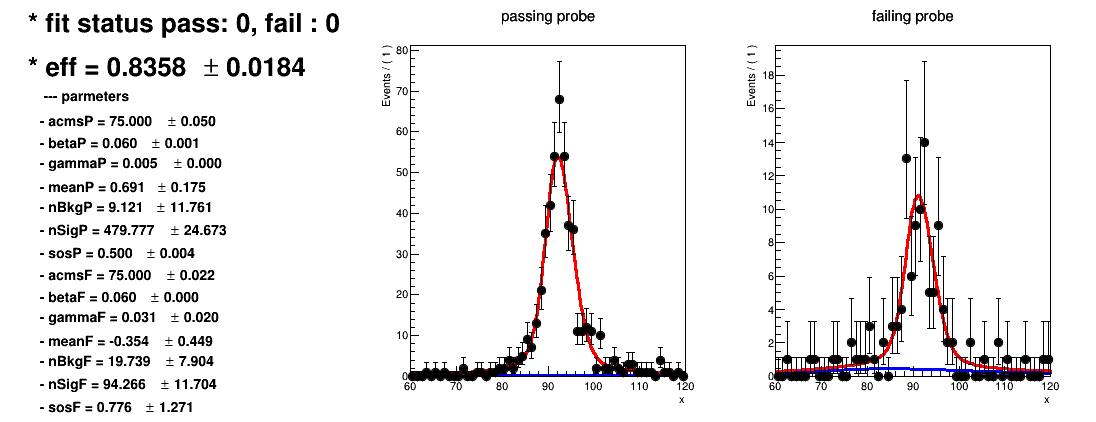 * fit status pass: 0, fail : 0
* eff = 0.8358 ± 0.0184
--- parmeters
- acmsP = 75.000 ± 0.050
- betaP = 0.060 ± 0.001
- gammaP = 0.005 ± 0.000
- meanP = 0.691 ± 0.175
- nBkgP = 9.121 ± 11.761
- nSigP = 479.777 ± 24.673
- sosP = 0.500 ± 0.004
- acmsF = 75.000 ± 0.022
- betaF = 0.060 ± 0.000
- gammaF = 0.031 ± 0.020
- meanF = -0.354 ± 0.449
- nBkgF = 19.739 ± 7.904
- nSigF = 94.266 ± 11.704
- sosF = 0.776 ± 1.271
passing probe
Events / ( 1 )
80
70
60
50
40
30
20
10
0
60 70 80 90 100 110 120
x
failing probe
Events / ( 1 )
18
16
14
12
10
8
6
4
2
0
60 70 80 90 100 110 120
x